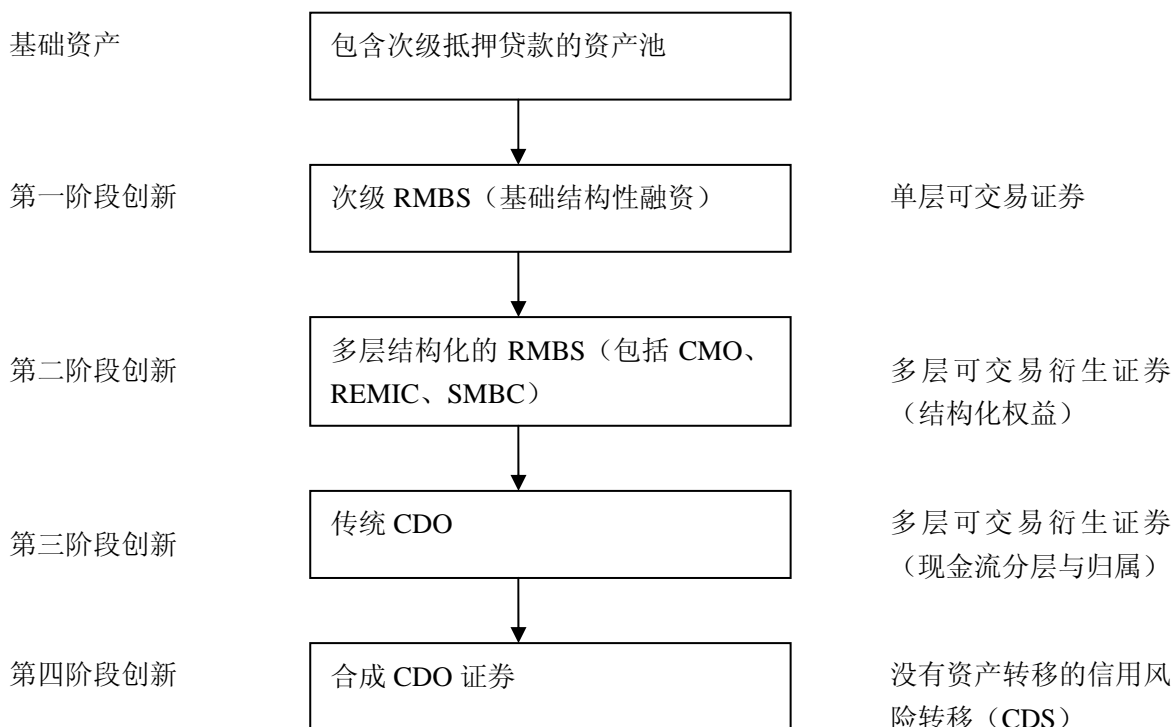 基础资产
包含次级抵押贷款的资产池
第一阶段创新
次级 RMBS（基础结构性融资）
单层可交易证券
第二阶段创新
多层结构化的 RMBS（包括 CMO、
REMIC、SMBC）
多层可交易衍生证券
（结构化权益）
第三阶段创新
传统 CDO
多层可交易衍生证券
（现金流分层与归属）
第四阶段创新
合成 CDO 证券
没有资产转移的信用风
险转移（CDS）